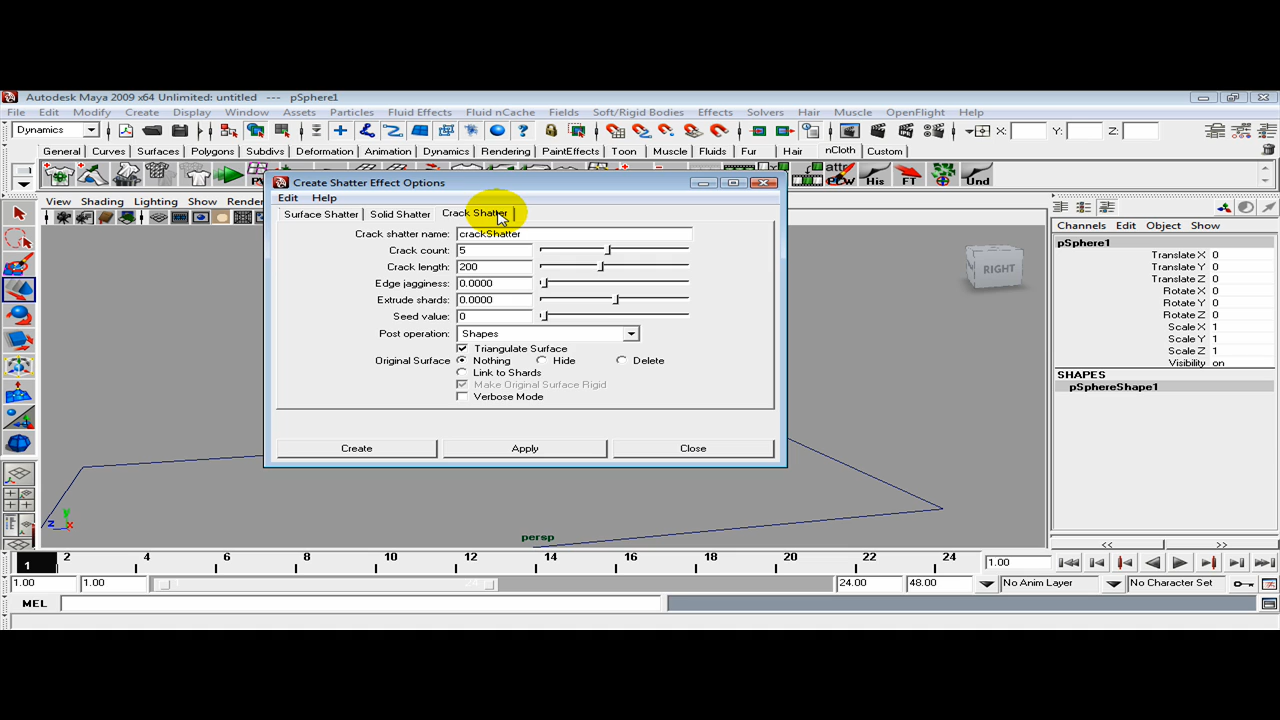 Autodesk Maya 2009 x64 Unlimited: untitled --- pSphere1
File Edit Modify Create Display Window Assets Particles Fluid Effects Fluid nCache Fields Soft/Rigid Bodies Effects Solvers Hair Muscle OpenFlight Help
Dynamics X: Y: Z:
General Curves Surfaces Polygons Subdivs Deformation Animation Dynamics Rendering PaintEffects Toon Muscle Fluids Fur Hair nCloth Custom
attr PCW His FT Und
Create Shatter Effect Options
View Shading Lighting Show Render
Edit Help
Surface Shatter Solid Shatter Crack Shatter
Crack shatter name: crackShatter
Crack count: 5
Crack length: 200
Edge jagginess: 0.0000
Extrude shards: 0.0000
Seed value: 0
Post operation: Shapes
Triangulate Surface
Original Surface Nothing Hide Delete
Link to Shards
Make Original Surface Rigid
Verbose Mode
Create Apply Close
RIGHT
z y x
persp
Channels Edit Object Show
pSphere1
Translate X 0
Translate Y 0
Translate Z 0
Rotate X 0
Rotate Y 0
Rotate Z 0
Scale X 1
Scale Y 1
Scale Z 1
Visibility on
SHAPES
pSphereShape1
<< >>
1 2 4 6 8 10 12 14 16 18 20 22 24 1.00
1.00 1.00 1 24 24.00 48.00 No Anim Layer No Character Set
MEL